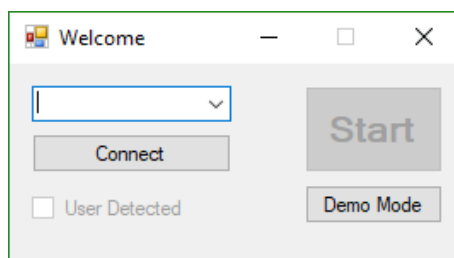 Welcome
Start
Connect
User Detected
Demo Mode